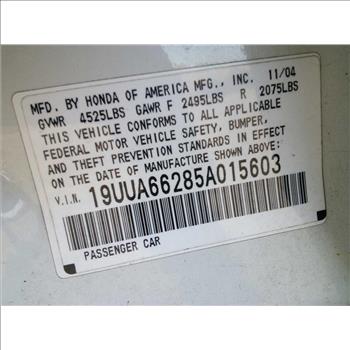 MFD. BY HONDA OF AMERICA MFG., INC. 11/04
GVWR 4525LBS GAWR F 2495LBS R 2075LBS
THIS VEHICLE CONFORMS TO ALL APPLICABLE
FEDERAL MOTOR VEHICLE SAFETY, BUMPER,
AND THEFT PREVENTION STANDARDS IN EFFECT
ON THE DATE OF MANUFACTURE SHOWN ABOVE.
V.I.N. 19UUA66285A015603
PASSENGER CAR